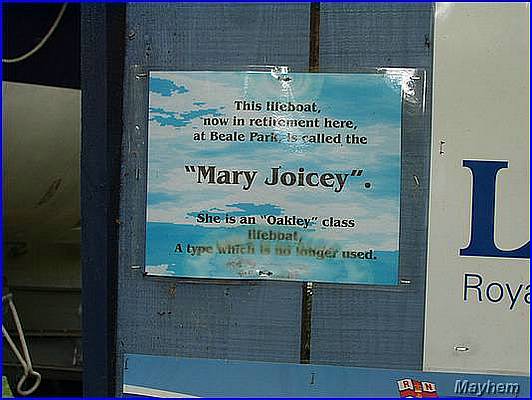 This lifeboat,
now in retirement here,
at Beale Park, is called the
"Mary Joicey".
She is an "Oakley" class
lifeboat,
A type which is no longer used.
L
Roya
R N
Mayhem